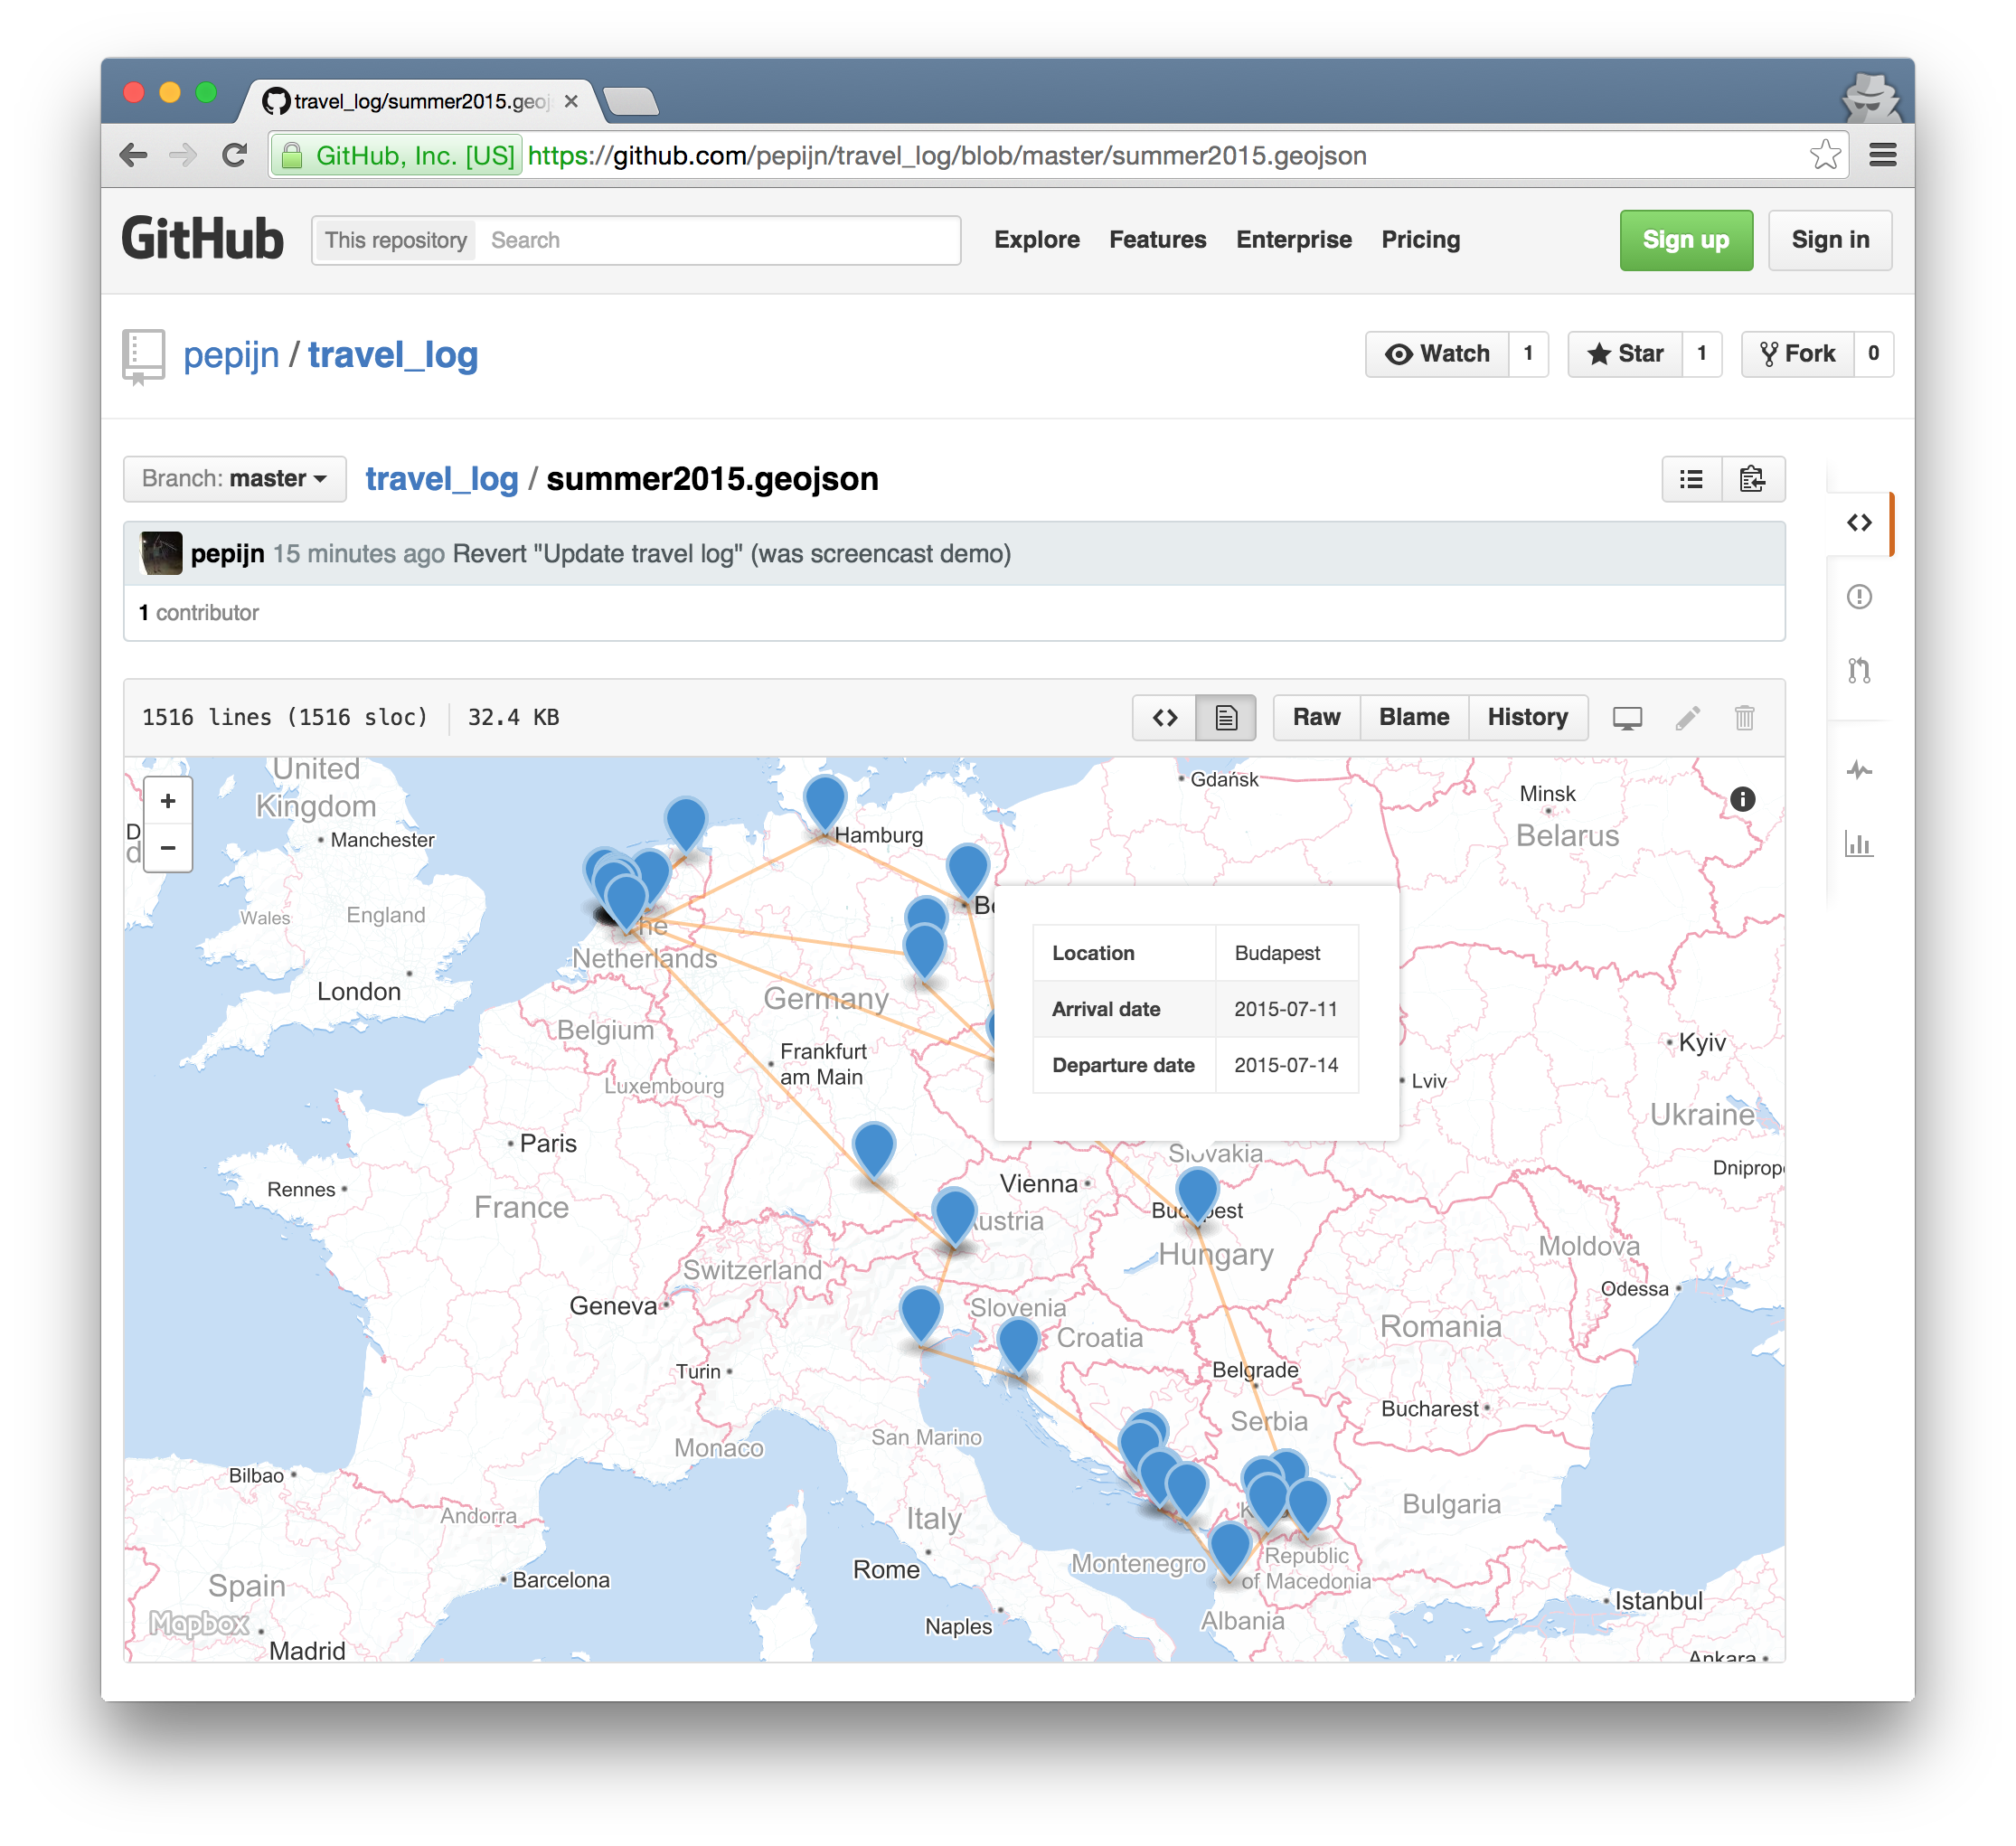 travel_log/summer2015.geoj
GitHub, Inc. [US] https://github.com/pepijn/travel_log/blob/master/summer2015.geojson
GitHub This repository Search Explore Features Enterprise Pricing Sign up Sign in
pepijn / travel_log Watch 1 Star 1 Fork 0
Branch: master travel_log / summer2015.geojson
pepijn 15 minutes ago Revert "Update travel log" (was screencast demo)
1 contributor
1516 lines (1516 sloc) 32.4 KB Raw Blame History
United
Kingdom
+
−
Manchester
Wales
England
London
Hamburg
Gdańsk
Minsk
Belarus
Netherlands
Germany
Belgium
Luxembourg
Frankfurt
am Main
Location Budapest
Arrival date 2015-07-11
Departure date 2015-07-14
Kyiv
Lviv
Ukraine
Dniprop
Paris
Rennes
France
Slovakia
Vienna
Austria
Budapest
Hungary
Moldova
Odessa
Switzerland
Geneva
Slovenia
Croatia
Romania
Turin
Belgrade
Serbia
Bucharest
Monaco
San Marino
Bilbao
Andorra
Italy
Bulgaria
Rome
Montenegro
Republic
of Macedonia
Spain
Barcelona
Istanbul
Naples
Albania
Mapbox
Madrid
Ankara